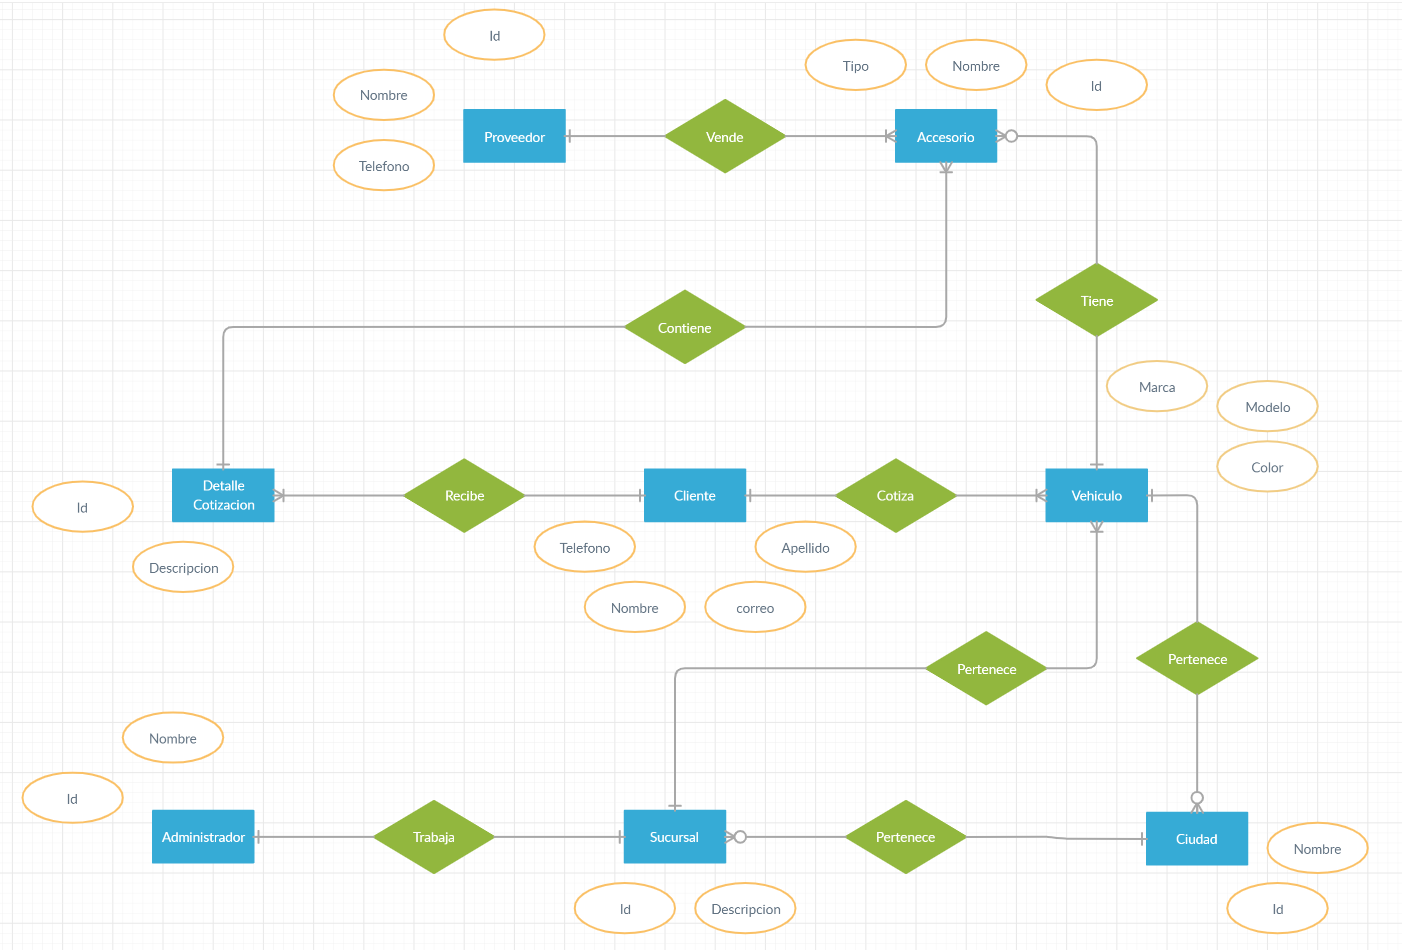 Id
Tipo
Nombre
Id
Nombre
Proveedor
Vende
Accesorio
Telefono
Tiene
Contiene
Marca
Modelo
Color
Detalle
Cotizacion
Recibe
Cliente
Cotiza
Vehiculo
Id
Descripcion
Telefono
Apellido
Nombre
correo
Pertenece
Pertenece
Nombre
Id
Administrador
Trabaja
Sucursal
Pertenece
Ciudad
Nombre
Id
Descripcion
Id